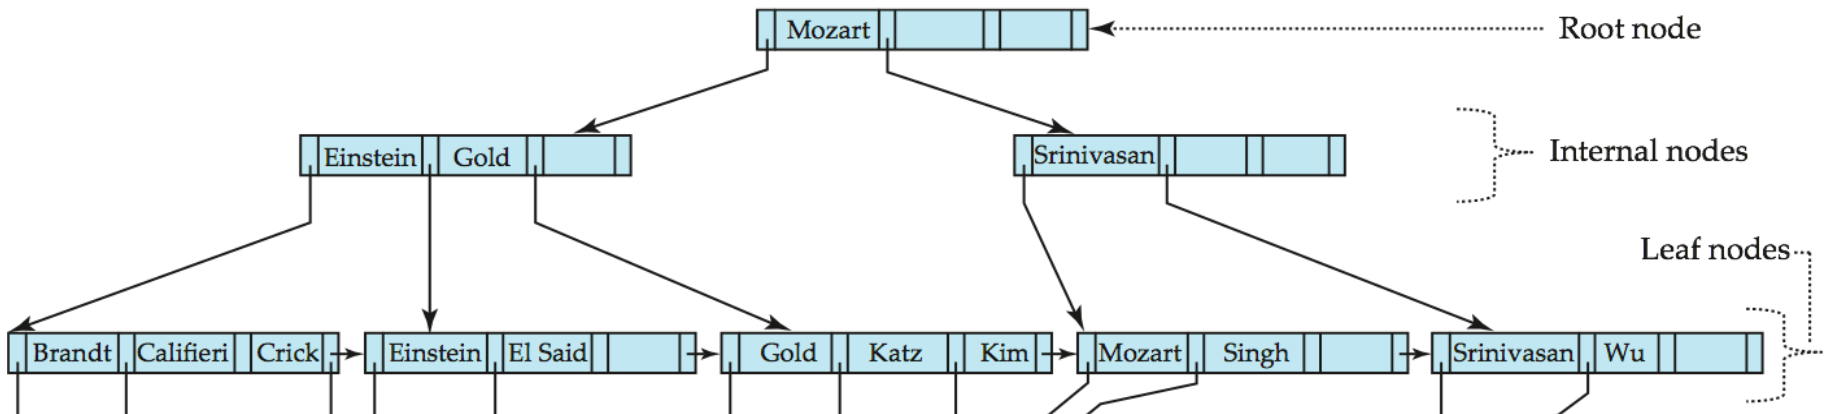 Mozart
Root node
Einstein Gold
Srinivasan
Internal nodes
Leaf nodes
Brandt Califieri Crick
Einstein El Said
Gold Katz Kim
Mozart Singh
Srinivasan Wu